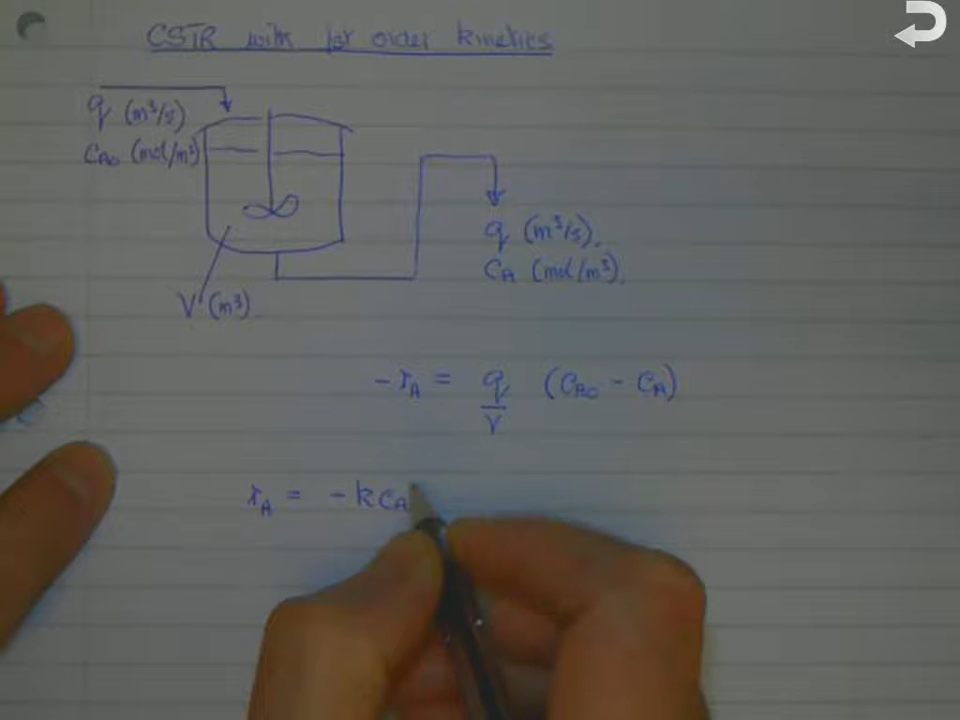 CSTR with 1st order kinetics
q (m³/s)
CA0 (mol/m³)
q (m³/s).
CA (mol/m³).
V (m³)
-rA = q/V (CA0 - CA)
rA = -kCA